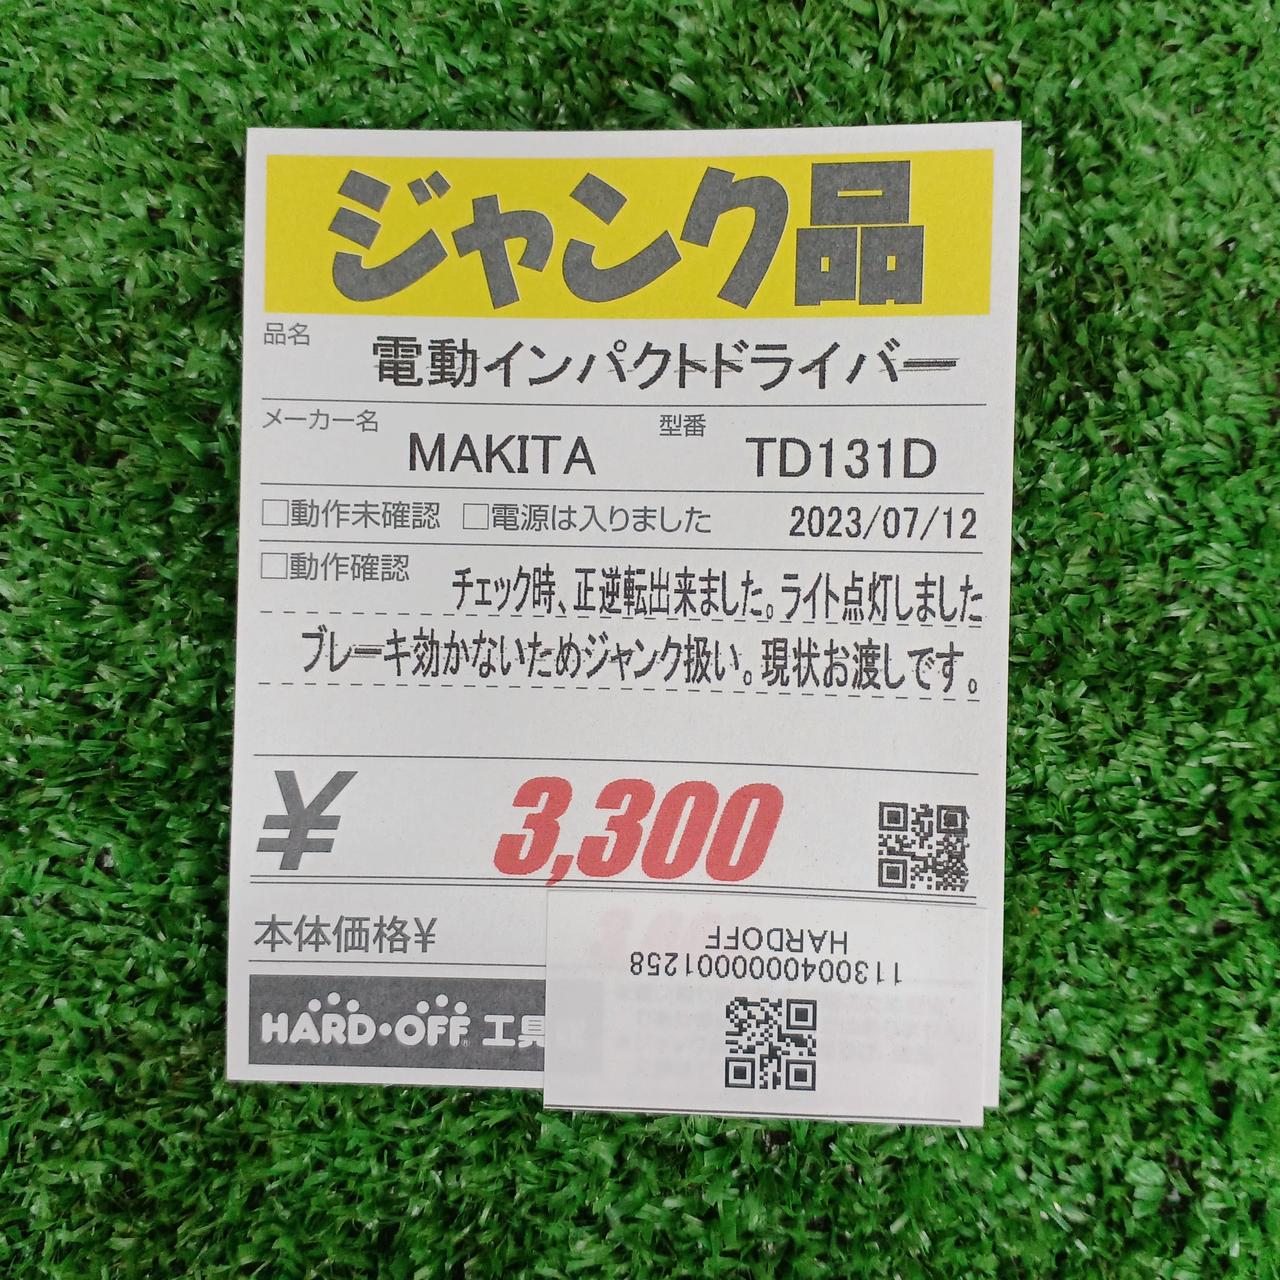 ジャンク品
品名
電動インパクトドライバー
メーカー名 MAKITA 型番 TD131D
□動作未確認 □電源は入りました 2023/07/12
□動作確認 チェック時、正逆転出来ました。ライト点灯しました
ブレーキ効かないためジャンク扱い。現状お渡しです。
¥ 3,300
本体価格¥
HARD・OFF 工具
HARDOFF
1130040000001258